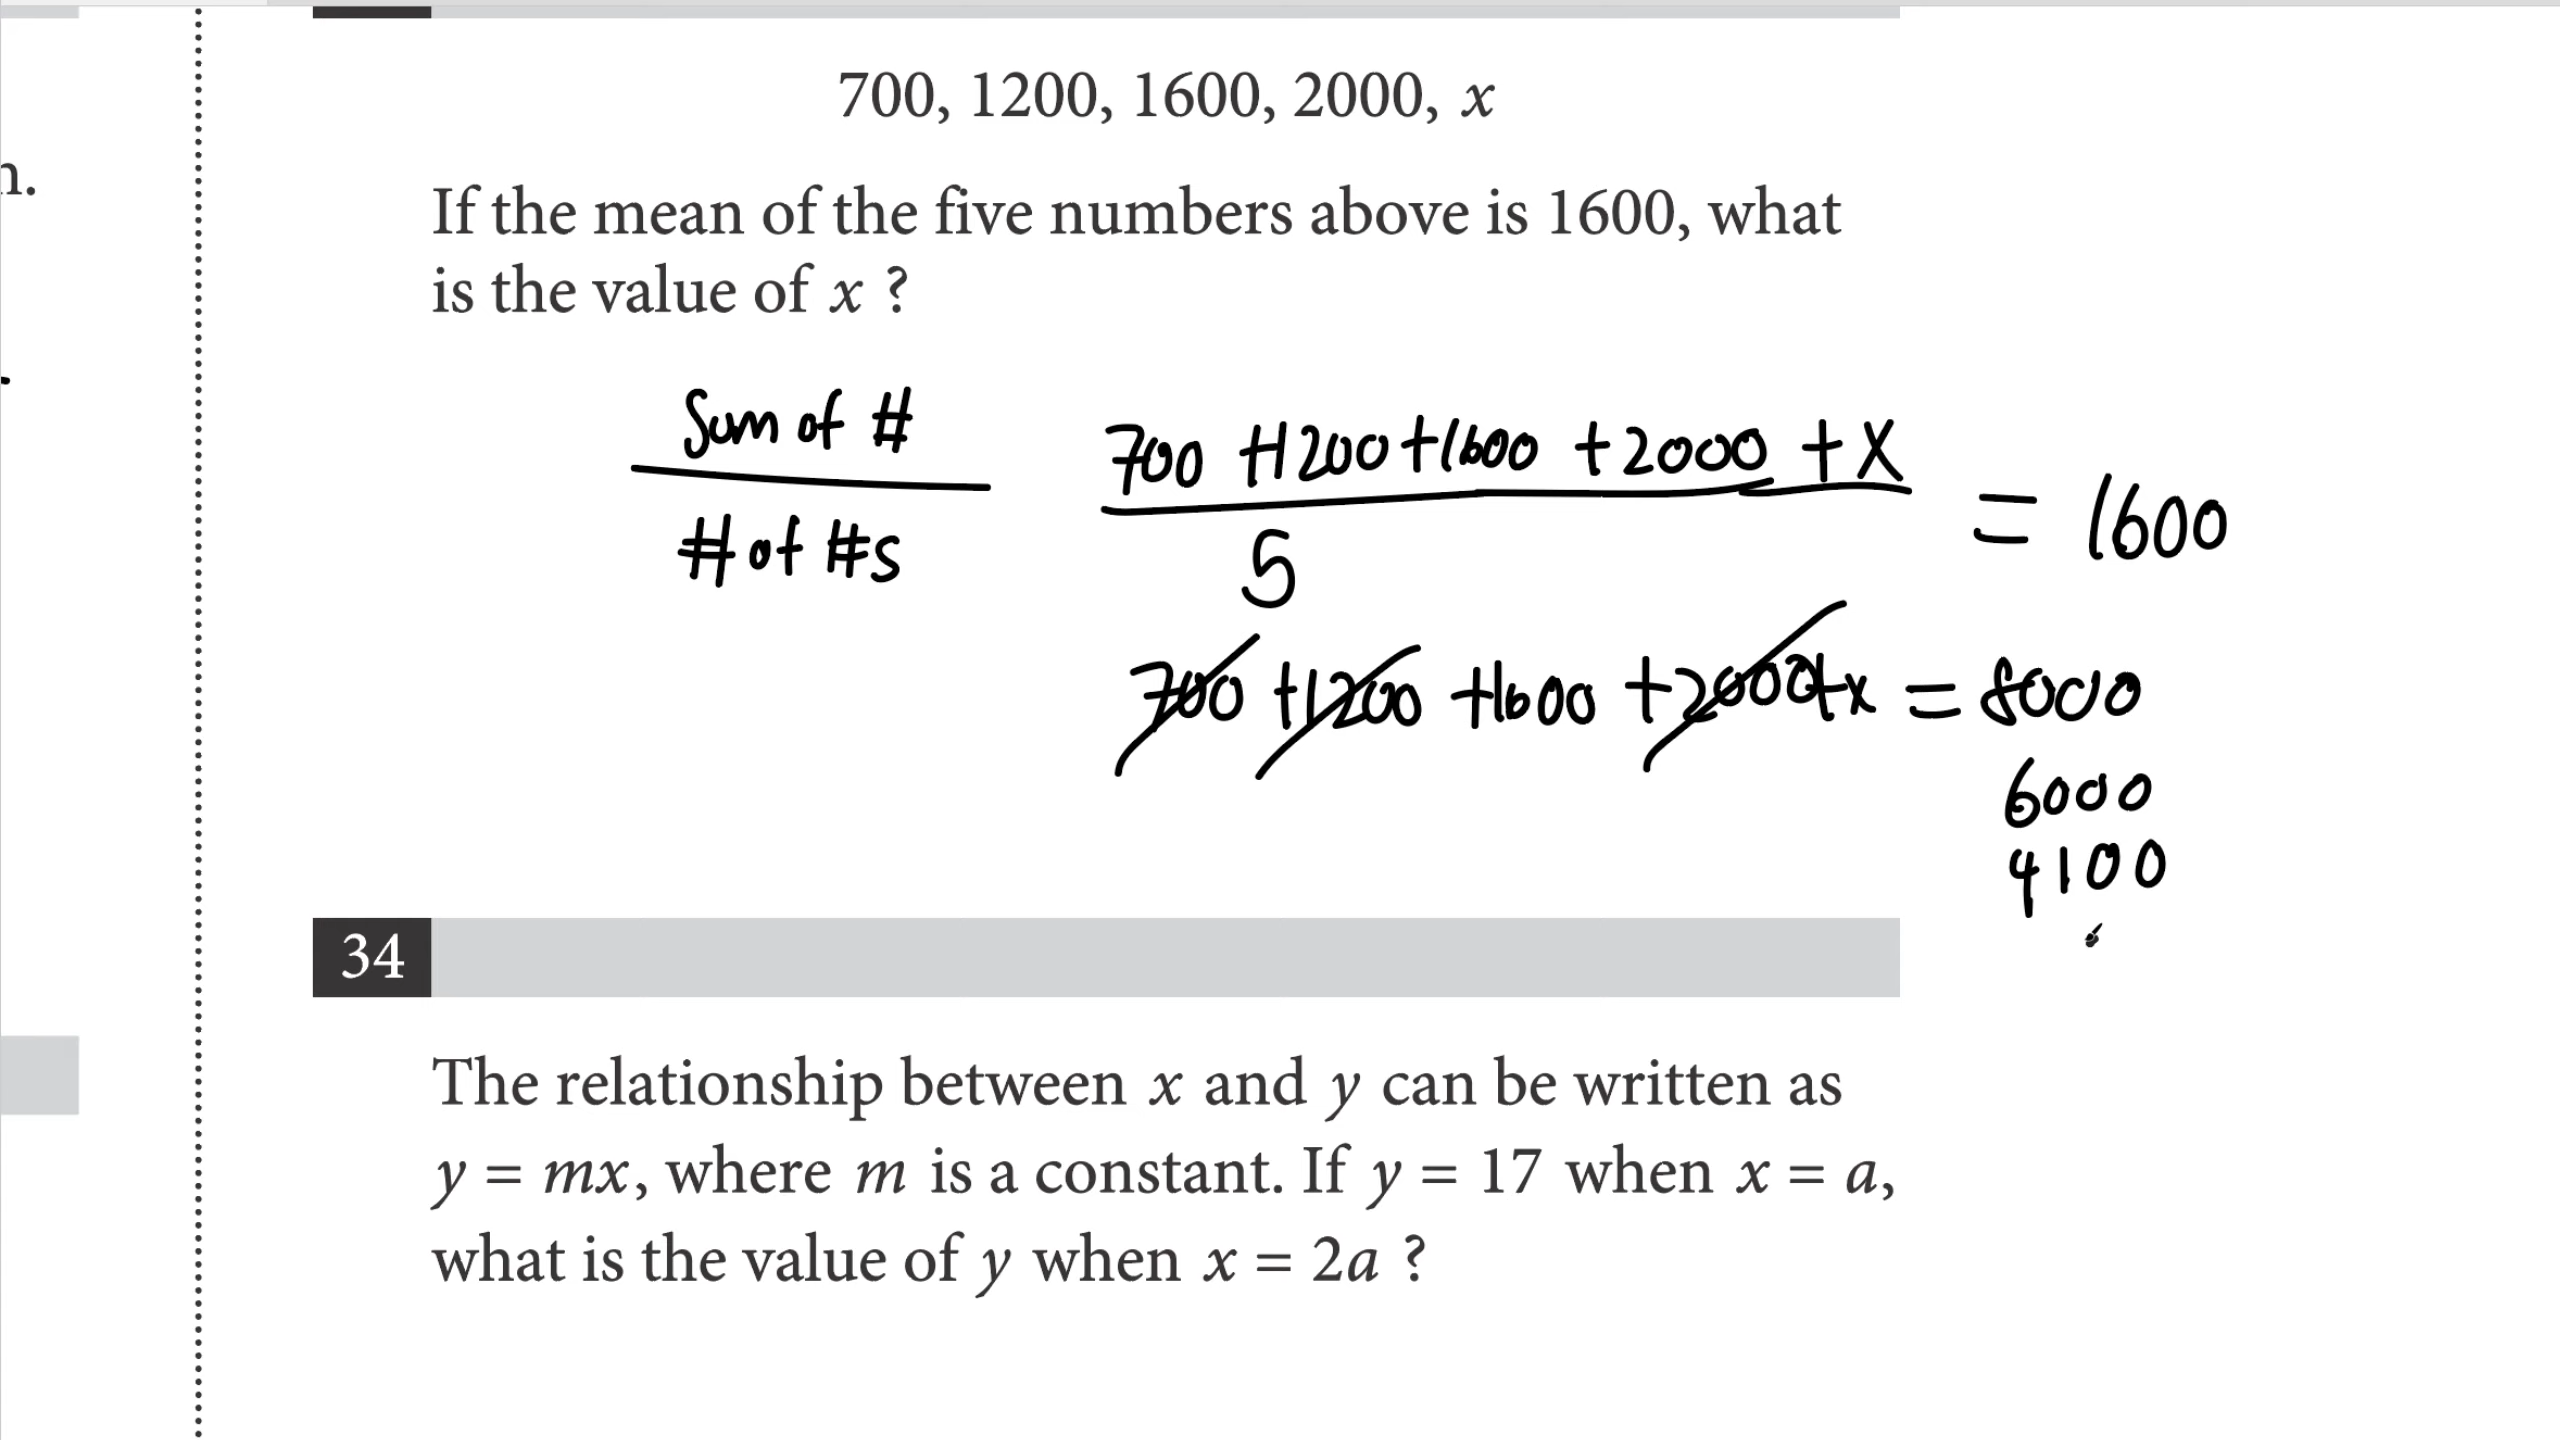 n.
700, 1200, 1600, 2000, x
If the mean of the five numbers above is 1600, what
is the value of x ?
Sum of #
# of #s
700 +1200 +1600 +2000 +x
5
= 1600
700 +1200 +1600 +2000+x = 8000
6000
4100
34
The relationship between x and y can be written as
y = mx, where m is a constant. If y = 17 when x = a,
what is the value of y when x = 2a ?